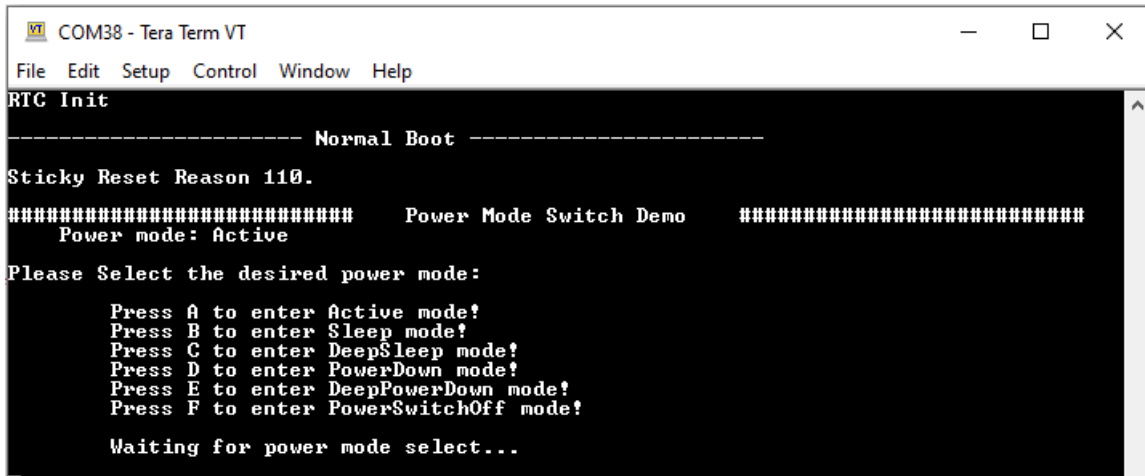 COM38 - Tera Term VT
File Edit Setup Control Window Help
RTC Init
----------------------- Normal Boot -----------------------
Sticky Reset Reason 110.
########################### Power Mode Switch Demo ###########################
Power mode: Active
Please Select the desired power mode:
Press A to enter Active mode!
Press B to enter Sleep mode!
Press C to enter DeepSleep mode!
Press D to enter PowerDown mode!
Press E to enter DeepPowerDown mode!
Press F to enter PowerSwitchOff mode!
Waiting for power mode select...